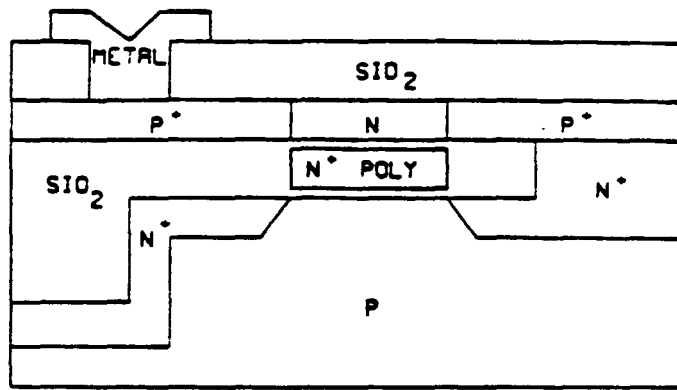 METAL
SIO₂
P⁺ N P⁺
N⁺ POLY
SIO₂ N⁺
N⁺
P